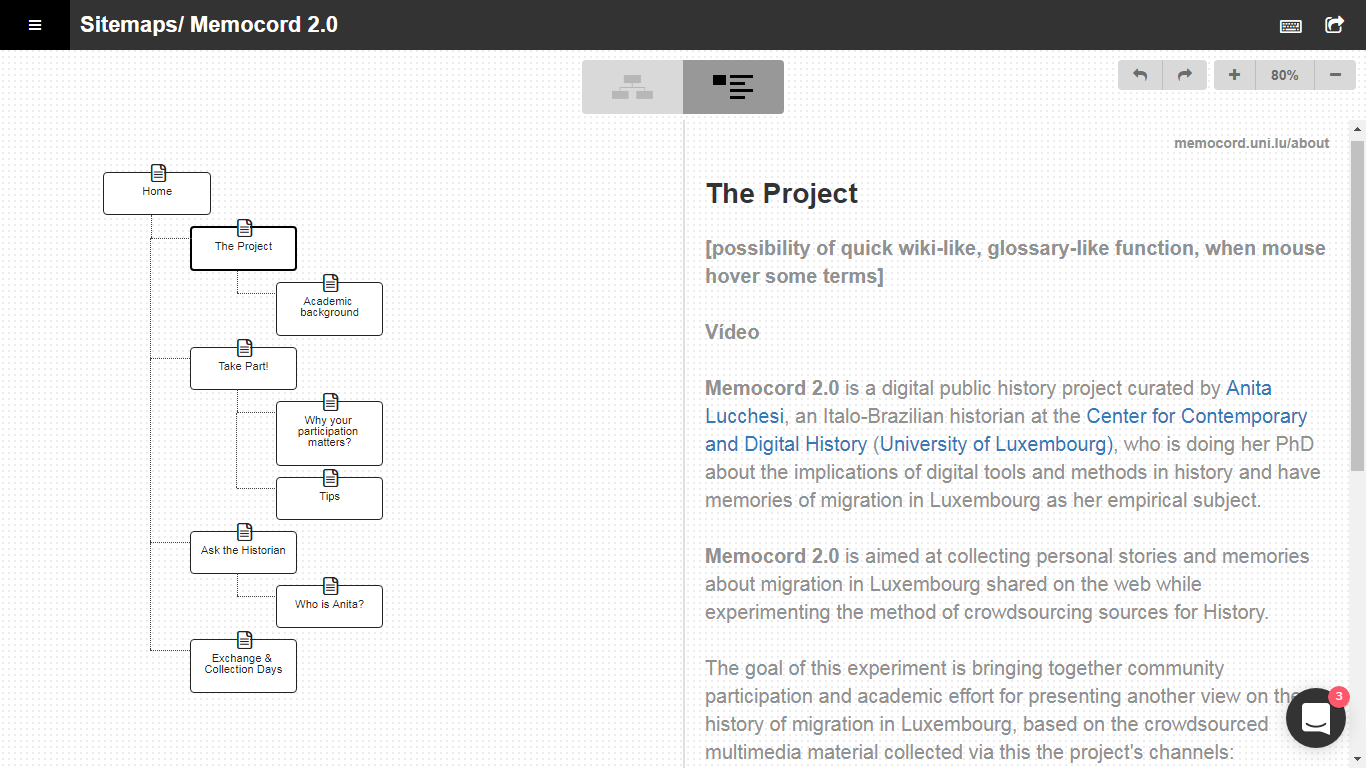 Sitemaps/ Memocord 2.0
80%
memocord.uni.lu/about
Home
The Project
Academic
background
Take Part!
Why your
participation
matters?
Tips
Ask the Historian
Who is Anita?
Exchange &
Collection Days
The Project
[possibility of quick wiki-like, glossary-like function, when mouse
hover some terms]
Vídeo
Memocord 2.0 is a digital public history project curated by Anita
Lucchesi, an Italo-Brazilian historian at the Center for Contemporary
and Digital History (University of Luxembourg), who is doing her PhD
about the implications of digital tools and methods in history and have
memories of migration in Luxembourg as her empirical subject.
Memocord 2.0 is aimed at collecting personal stories and memories
about migration in Luxembourg shared on the web while
experimenting the method of crowdsourcing sources for History.
The goal of this experiment is bringing together community
participation and academic effort for presenting another view on the
history of migration in Luxembourg, based on the crowdsourced
multimedia material collected via this the project's channels:
3